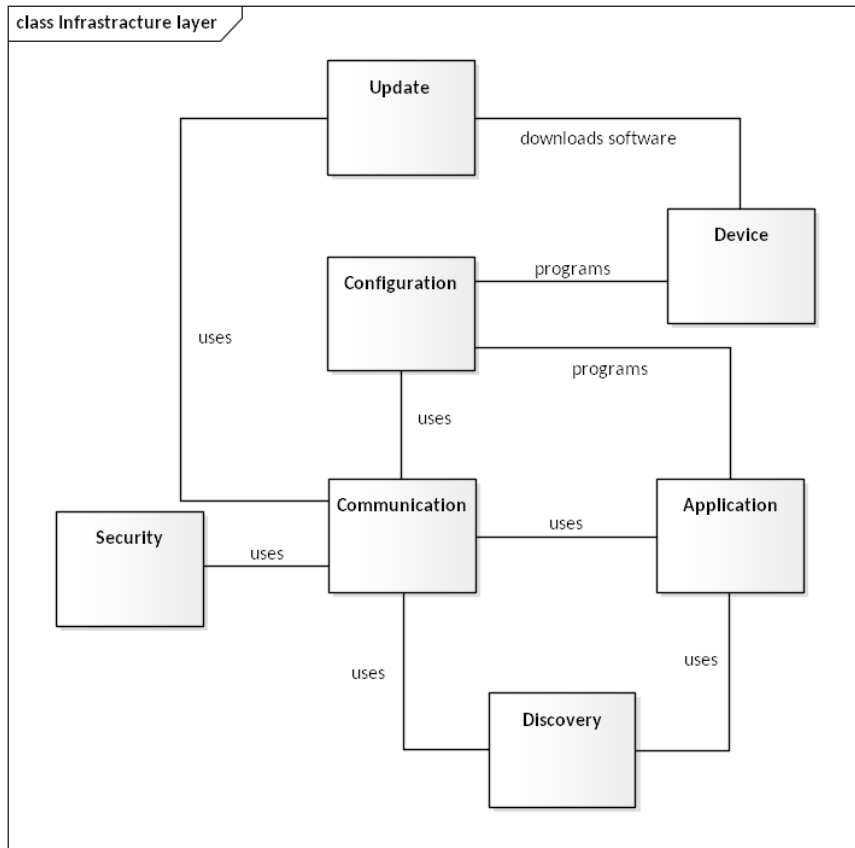 class Infrastracture layer
Update
downloads software
Device
Configuration
programs
uses
programs
uses
Communication
Application
Security
uses
uses
uses
uses
Discovery